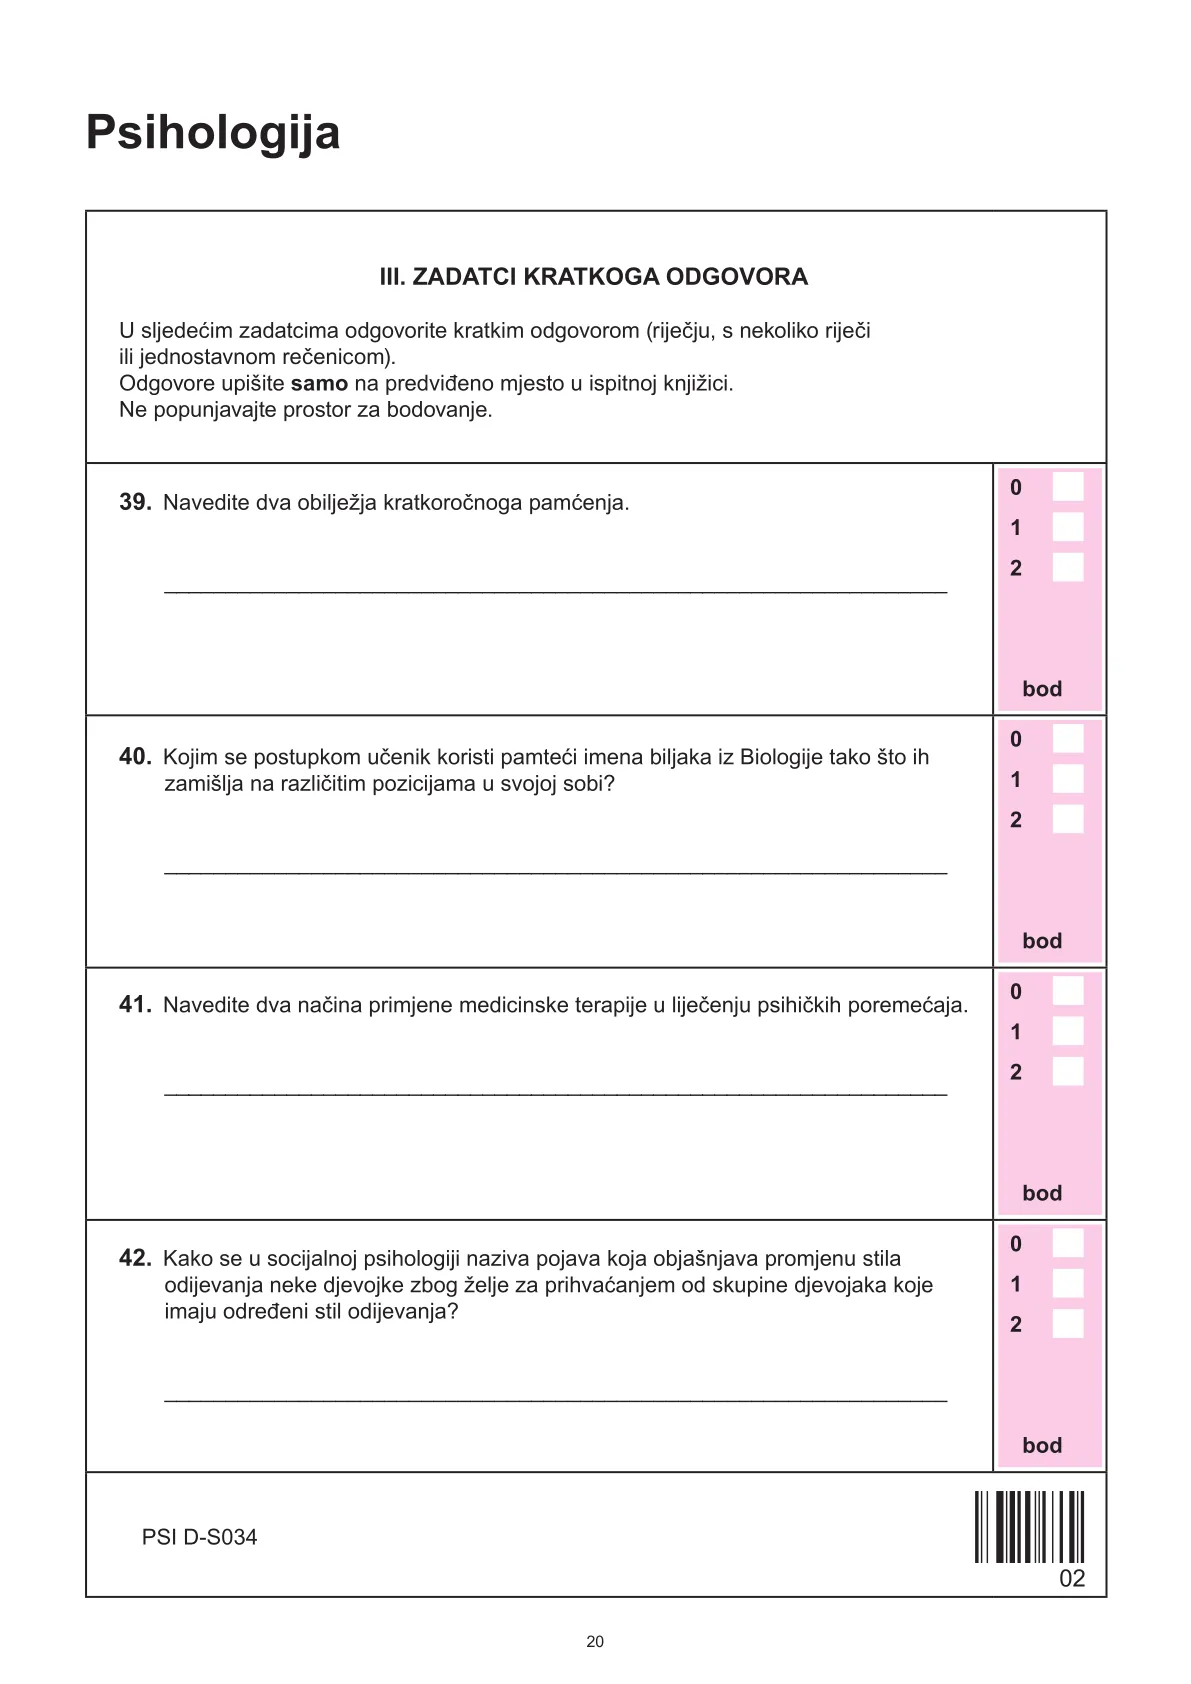 Psihologija
III. ZADATCI KRATKOGA ODGOVORA
U sljedećim zadatcima odgovorite kratkim odgovorom (riječju, s nekoliko riječi
ili jednostavnom rečenicom).
Odgovore upišite samo na predviđeno mjesto u ispitnoj knjižici.
Ne popunjavajte prostor za bodovanje.
39. Navedite dva obilježja kratkoročnoga pamćenja.
0
1
2
bod
40. Kojim se postupkom učenik koristi pamteći imena biljaka iz Biologije tako što ih
zamišlja na različitim pozicijama u svojoj sobi?
0
1
2
bod
41. Navedite dva načina primjene medicinske terapije u liječenju psihičkih poremećaja.
0
1
2
bod
42. Kako se u socijalnoj psihologiji naziva pojava koja objašnjava promjenu stila
odijevanja neke djevojke zbog želje za prihvaćanjem od skupine djevojaka koje
imaju određeni stil odijevanja?
0
1
2
bod
PSI D-S034
02
20